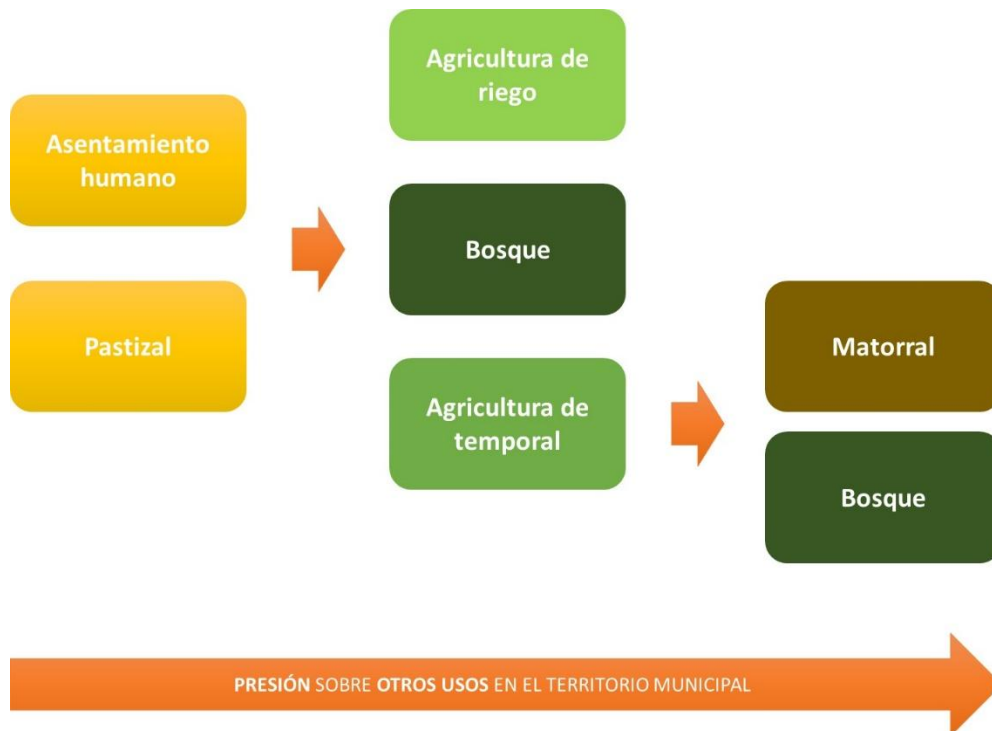 Asentamiento
humano
Pastizal
Agricultura de
riego
Bosque
Agricultura de
temporal
Matorral
Bosque
PRESIÓN SOBRE OTROS USOS EN EL TERRITORIO MUNICIPAL